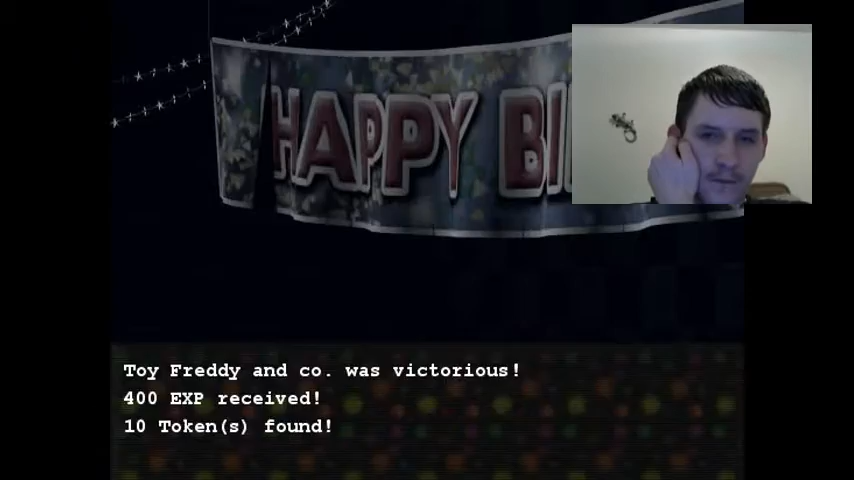 HAPPY BI
Toy Freddy and co. was victorious!
400 EXP received!
10 Token(s) found!